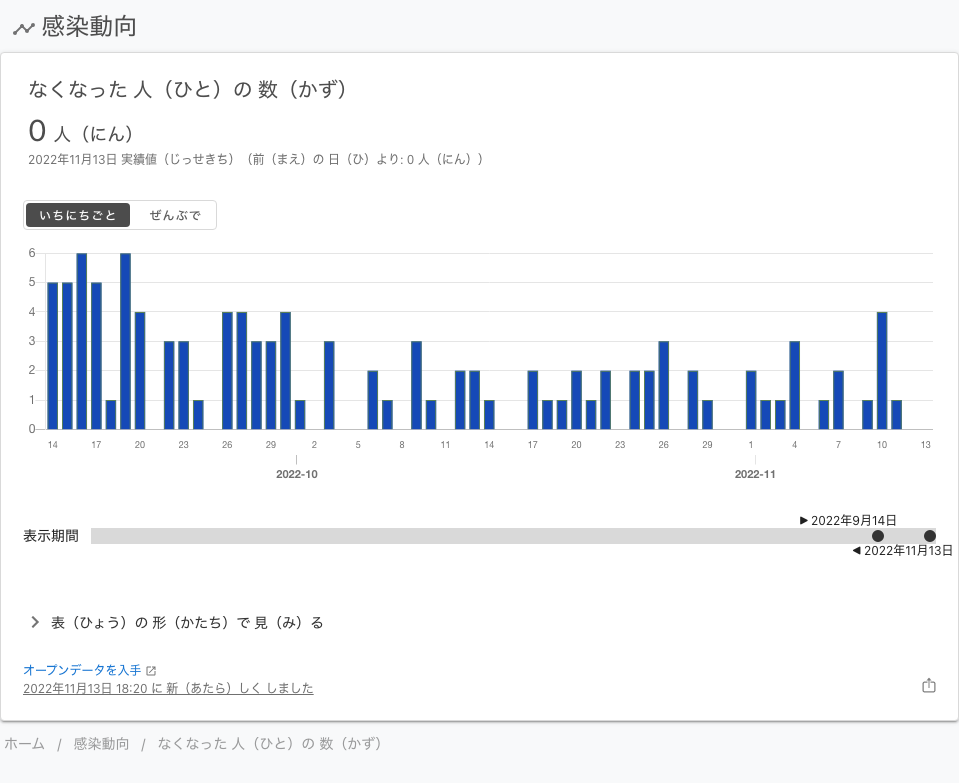 感染動向
なくなった 人（ひと）の 数（かず）
0 人（にん）
2022年11月13日 実績値（じっせきち）（前（まえ）の 日（ひ）より: 0 人（にん））
いちにちごと ぜんぶで
6
5
4
3
2
1
0
14 17 20 23 26 29 2 5 8 11 14 17 20 23 26 29 1 4 7 10 13
2022-10 2022-11
▶ 2022年9月14日
表示期間
◀ 2022年11月13日
表（ひょう）の 形（かたち）で 見（み）る
オープンデータを入手
2022年11月13日 18:20 に 新（あたら）しく しました
ホーム / 感染動向 / なくなった 人（ひと）の 数（かず）